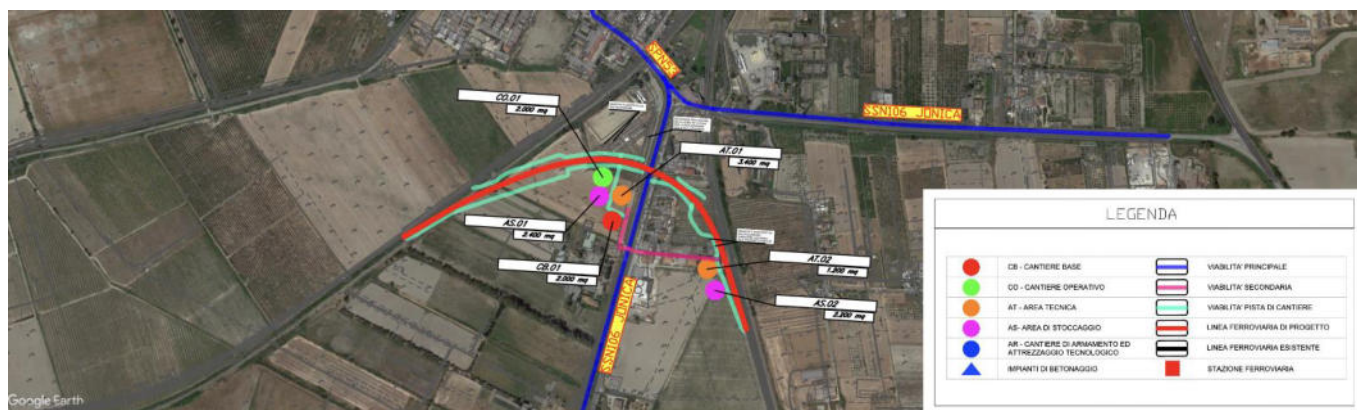 SPN53
CO.01
2.000 mq
SSN106 JONICA
AT.01
3.400 mq
AS.01
2.400 mq
CB.01
2.000 mq
AT.02
1.200 mq
AS.02
2.200 mq
SSN106 JONICA
LEGENDA
CB - CANTIERE BASE
VIABILITA' PRINCIPALE
CO - CANTIERE OPERATIVO
VIABILITA' SECONDARIA
AT - AREA TECNICA
VIABILITA' PISTA DI CANTIERE
AS- AREA DI STOCCAGGIO
LINEA FERROVIARIA DI PROGETTO
AR - CANTIERE DI ARMAMENTO ED
ATTREZZAGGIO TECNOLOGICO
LINEA FERROVIARIA ESISTENTE
IMPIANTI DI BETONAGGIO
STAZIONE FERROVIARIA
Google Earth